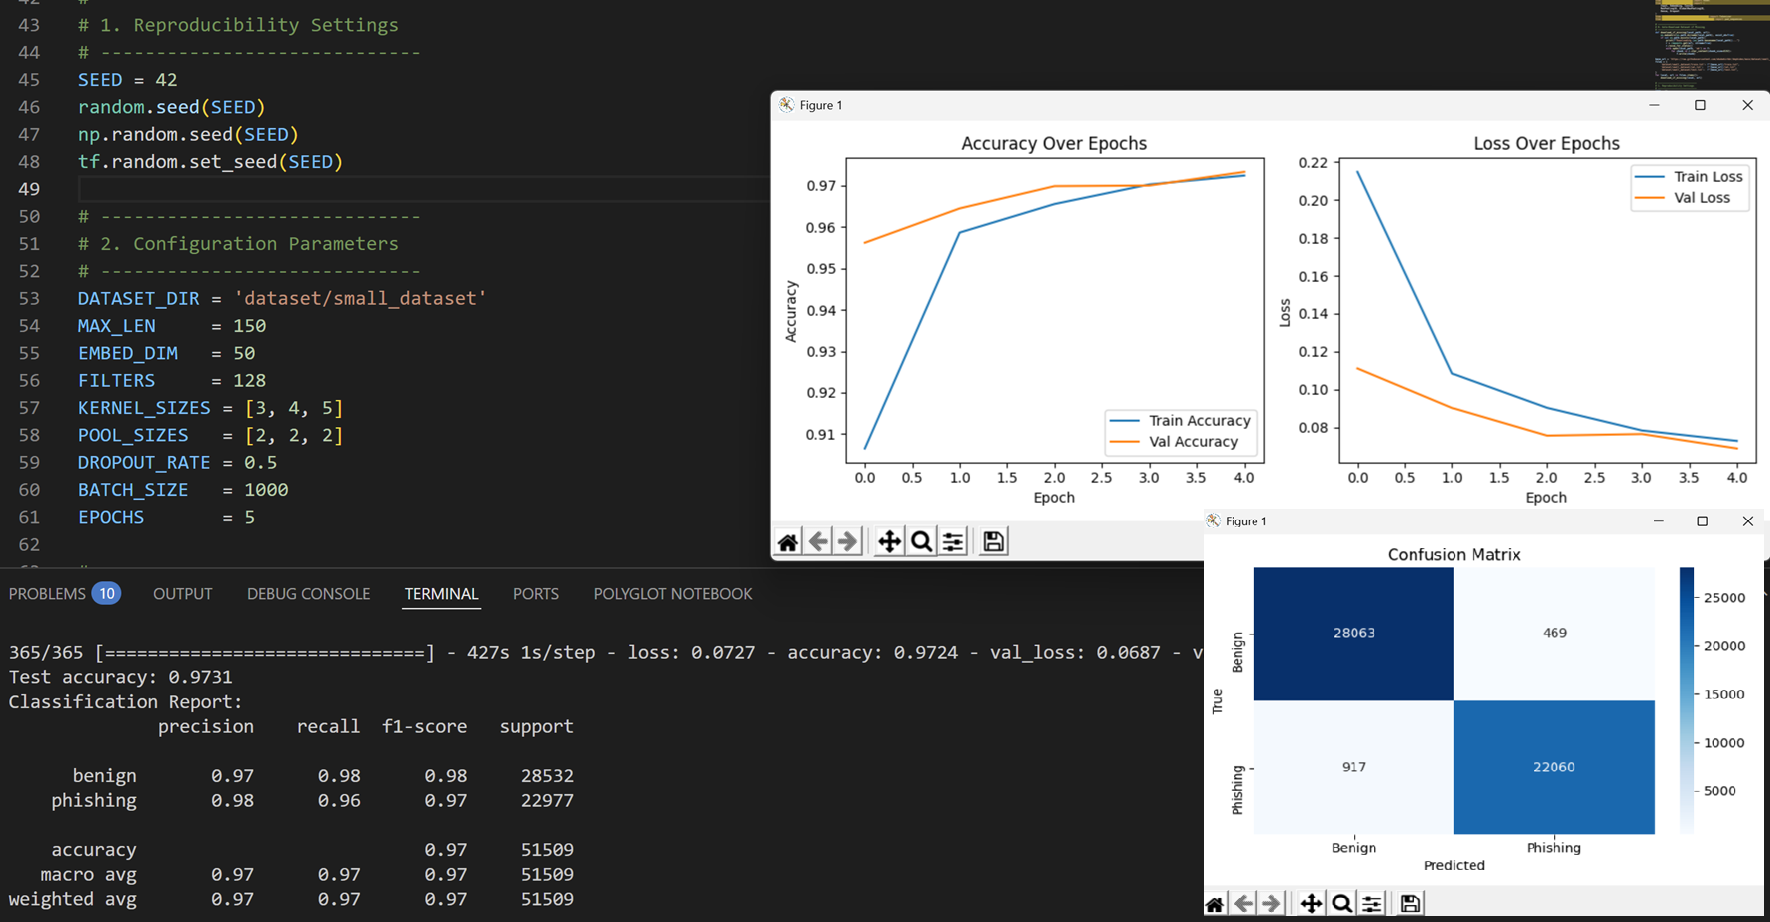 42 #
43 # 1. Reproducibility Settings
44 # -----------------------------
45 SEED = 42
46 random.seed(SEED)
47 np.random.seed(SEED)
48 tf.random.set_seed(SEED)
49
50 # -----------------------------
51 # 2. Configuration Parameters
52 # -----------------------------
53 DATASET_DIR = 'dataset/small_dataset'
54 MAX_LEN = 150
55 EMBED_DIM = 50
56 FILTERS = 128
57 KERNEL_SIZES = [3, 4, 5]
58 POOL_SIZES = [2, 2, 2]
59 DROPOUT_RATE = 0.5
60 BATCH_SIZE = 1000
61 EPOCHS = 5
62
PROBLEMS 10 OUTPUT DEBUG CONSOLE TERMINAL PORTS POLYGLOT NOTEBOOK
365/365 [==============================] - 427s 1s/step - loss: 0.0727 - accuracy: 0.9724 - val_loss: 0.0687 - v
Test accuracy: 0.9731
Classification Report:
precision recall f1-score support
benign 0.97 0.98 0.98 28532
phishing 0.98 0.96 0.97 22977
accuracy 0.97 51509
macro avg 0.97 0.97 0.97 51509
weighted avg 0.97 0.97 0.97 51509
Figure 1
Accuracy Over Epochs
Accuracy
0.97
0.96
0.95
0.94
0.93
0.92
0.91
Train Accuracy
Val Accuracy
0.0 0.5 1.0 1.5 2.0 2.5 3.0 3.5 4.0
Epoch
Loss Over Epochs
Loss
0.22
0.20
0.18
0.16
0.14
0.12
0.10
0.08
Train Loss
Val Loss
0.0 0.5 1.0 1.5 2.0 2.5 3.0 3.5 4.0
Epoch
Figure 1
Confusion Matrix
True
Benign
28063 469
Phishing
917 22060
Benign Phishing
Predicted
25000
20000
15000
10000
5000